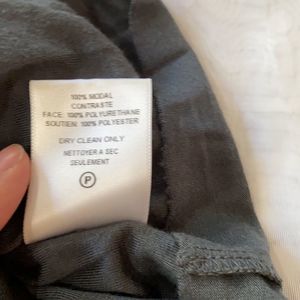 100% MODAL
CONTRASTE
FACE: 100% POLYURETHANE
SOUTIEN: 100% POLYESTER
DRY CLEAN ONLY
NETTOYER A SEC
SEULEMENT
P